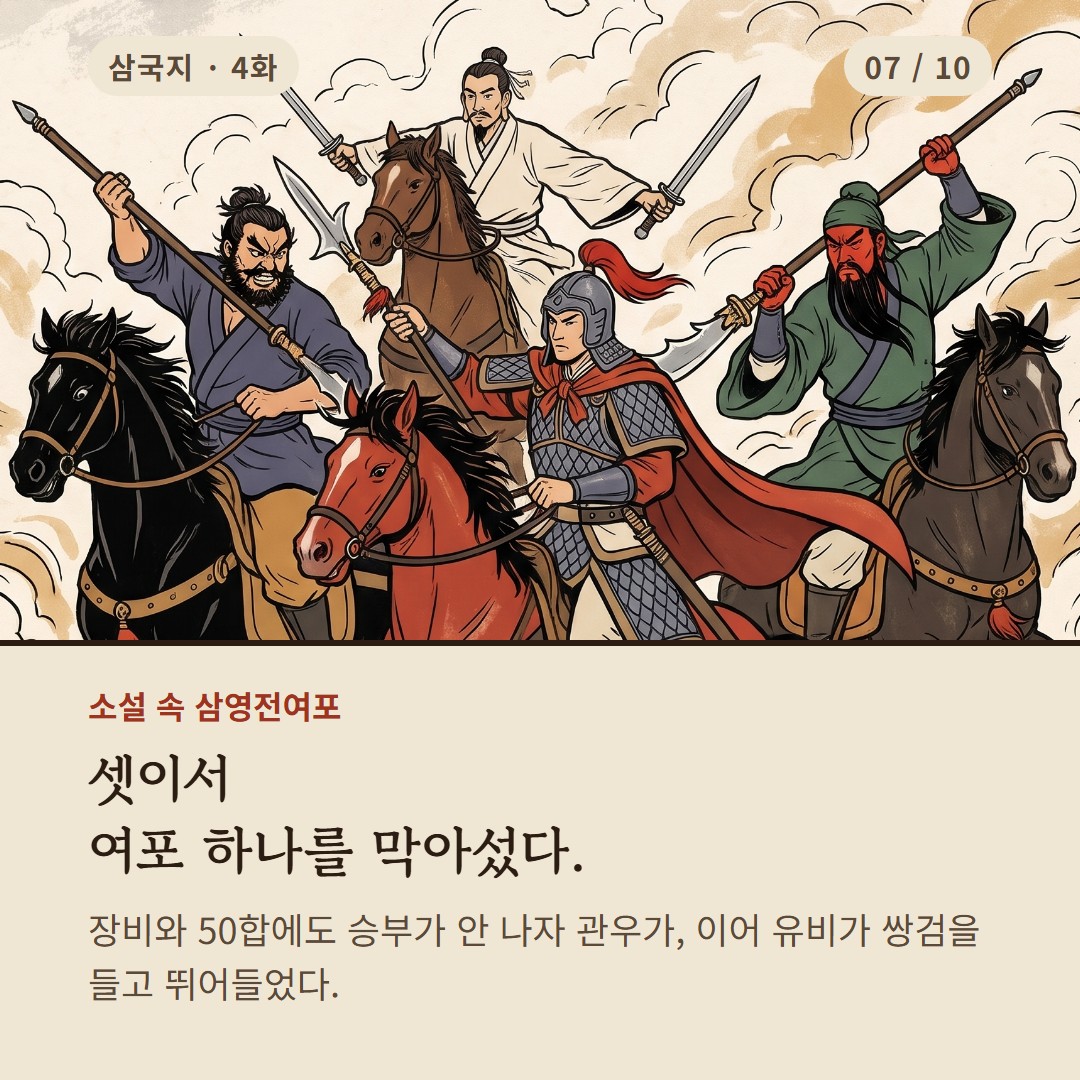 삼국지 · 4화
07 / 10
소설 속 삼영전여포
셋이서
여포 하나를 막아섰다.
장비와 50합에도 승부가 안 나자 관우가, 이어 유비가 쌍검을
들고 뛰어들었다.